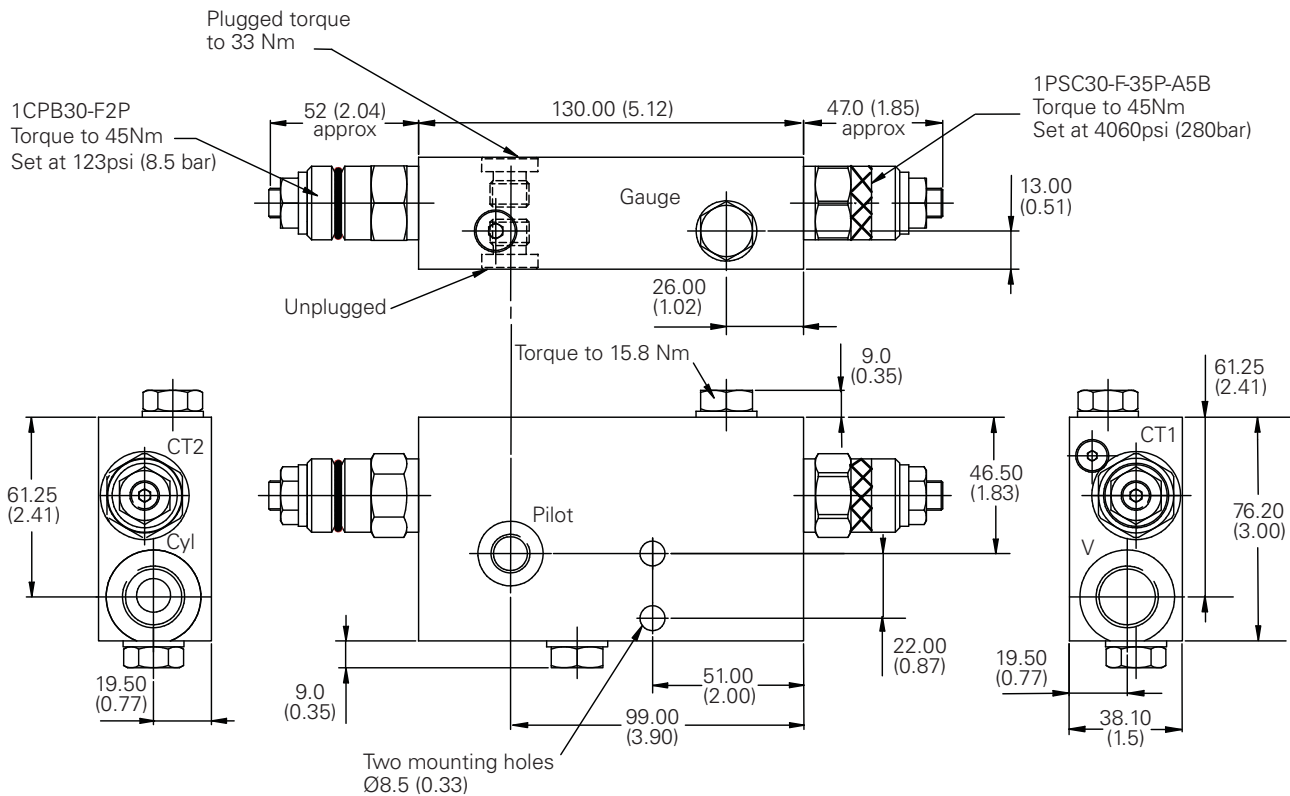 Plugged torque
to 33 Nm
1CPB30-F2P
Torque to 45Nm
Set at 123psi (8.5 bar)
52 (2.04)
approx
130.00 (5.12)
47.0 (1.85)
approx
1PSC30-F-35P-A5B
Torque to 45Nm
Set at 4060psi (280bar)
Gauge
13.00
(0.51)
Unplugged
26.00
(1.02)
Torque to 15.8 Nm
9.0
(0.35)
61.25
(2.41)
CT2
Cyl
61.25
(2.41)
19.50
(0.77)
Pilot
46.50
(1.83)
22.00
(0.87)
51.00
(2.00)
99.00
(3.90)
9.0
(0.35)
Two mounting holes
Ø8.5 (0.33)
CT1
V
76.20
(3.00)
19.50
(0.77)
38.10
(1.5)